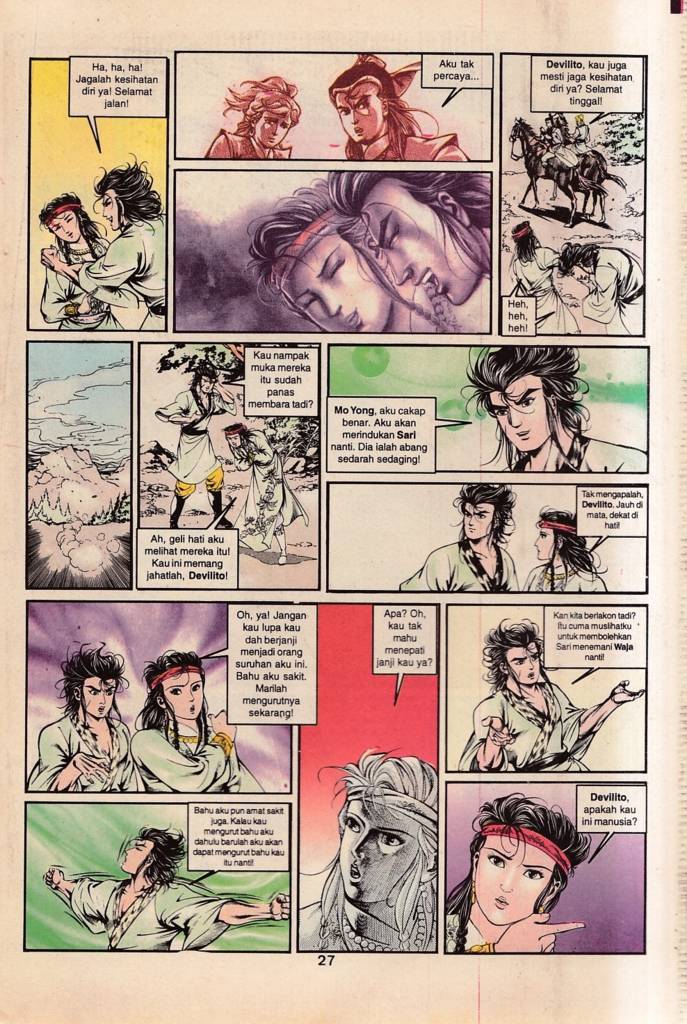 Ha, ha, ha!
Jagalah kesihatan
diri ya! Selamat
jalan!
Aku tak
percaya...
Devilito, kau juga
mesti jaga kesihatan
diri ya? Selamat
tinggal!
Heh,
heh,
heh!
Kau nampak
muka mereka
itu sudah
panas
membara tadi?
Ah, geli hati aku
melihat mereka itu!
Kau ini memang
jahatlah, Devilito!
Mo Yong, aku cakap
benar. Aku akan
merindukan Sari
nanti. Dia ialah abang
sedarah sedaging!
Tak mengapalah,
Devilito. Jauh di
mata, dekat di
hati!
Oh, ya! Jangan
kau lupa kau
dah berjanji
menjadi orang
suruhan aku ini.
Bahu aku sakit.
Marilah
mengurutnya
sekarang!
Apa? Oh,
kau tak
mahu
menepati
janji kau ya?
Kan kita berlakon tadi?
Itu cuma muslihatku
untuk membolehkan
Sari menemani Waja
nanti!
Bahu aku pun amat sakit
juga. Kalau kau
mengurut bahu aku
dahulu barulah aku akan
dapat mengurut bahu kau
itu nanti!
Devilito,
apakah kau
ini manusia?
27